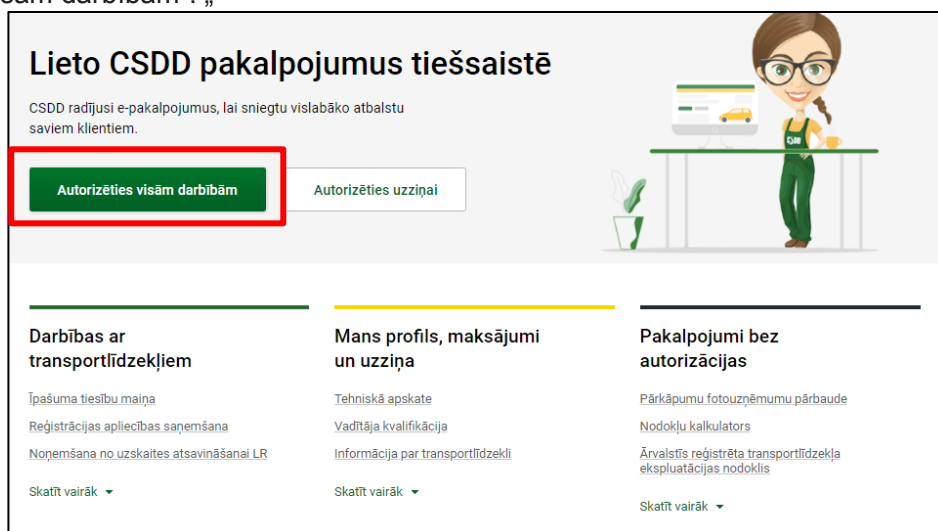 Lieto CSDD pakalpojumus tiešsaistē
CSDD radījusi e-pakalpojumus, lai sniegtu vislabāko atbalstu
saviem klientiem.
Autorizēties visām darbībām
Autorizēties uzziņai
CSDD
Darbības ar
transportlīdzekļiem
Īpašuma tiesību maiņa
Reģistrācijas apliecības saņemšana
Noņemšana no uzskaites atsavināšanai LR
Skatīt vairāk
Mans profils, maksājumi
un uzziņa
Tehniskā apskate
Vadītāja kvalifikācija
Informācija par transportlīdzekli
Skatīt vairāk
Pakalpojumi bez
autorizācijas
Pārkāpumu fotouzņēmumu pārbaude
Nodokļu kalkulators
Ārvalstīs reģistrēta transportlīdzekļa
ekspluatācijas nodoklis
Skatīt vairāk